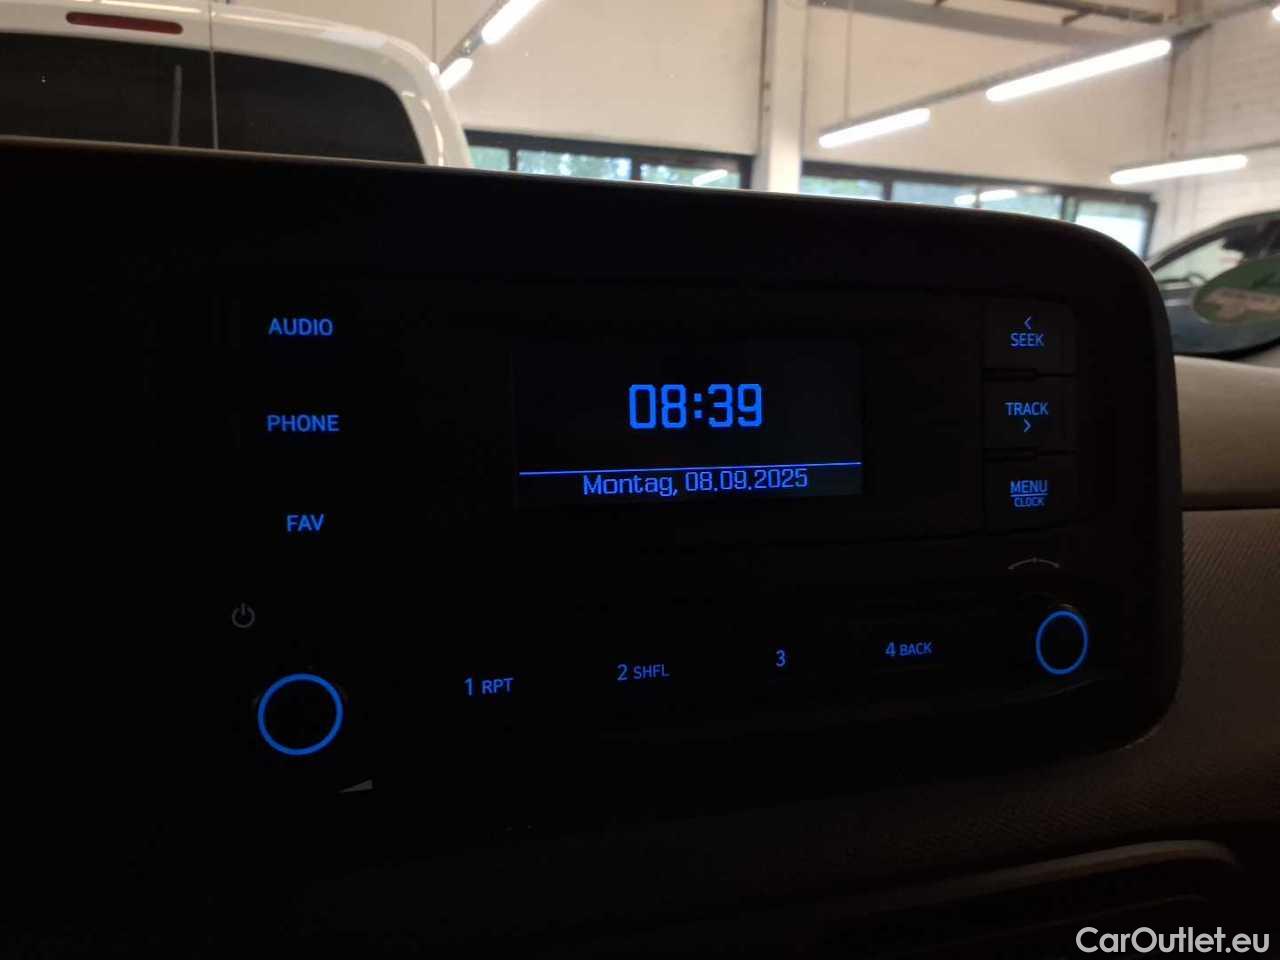 AUDIO
PHONE
FAV
08:39
Montag, 08.09.2025
SEEK
TRACK
MENU
CLOCK
1 RPT
2 SHFL
3
4 BACK
CarOutlet.eu